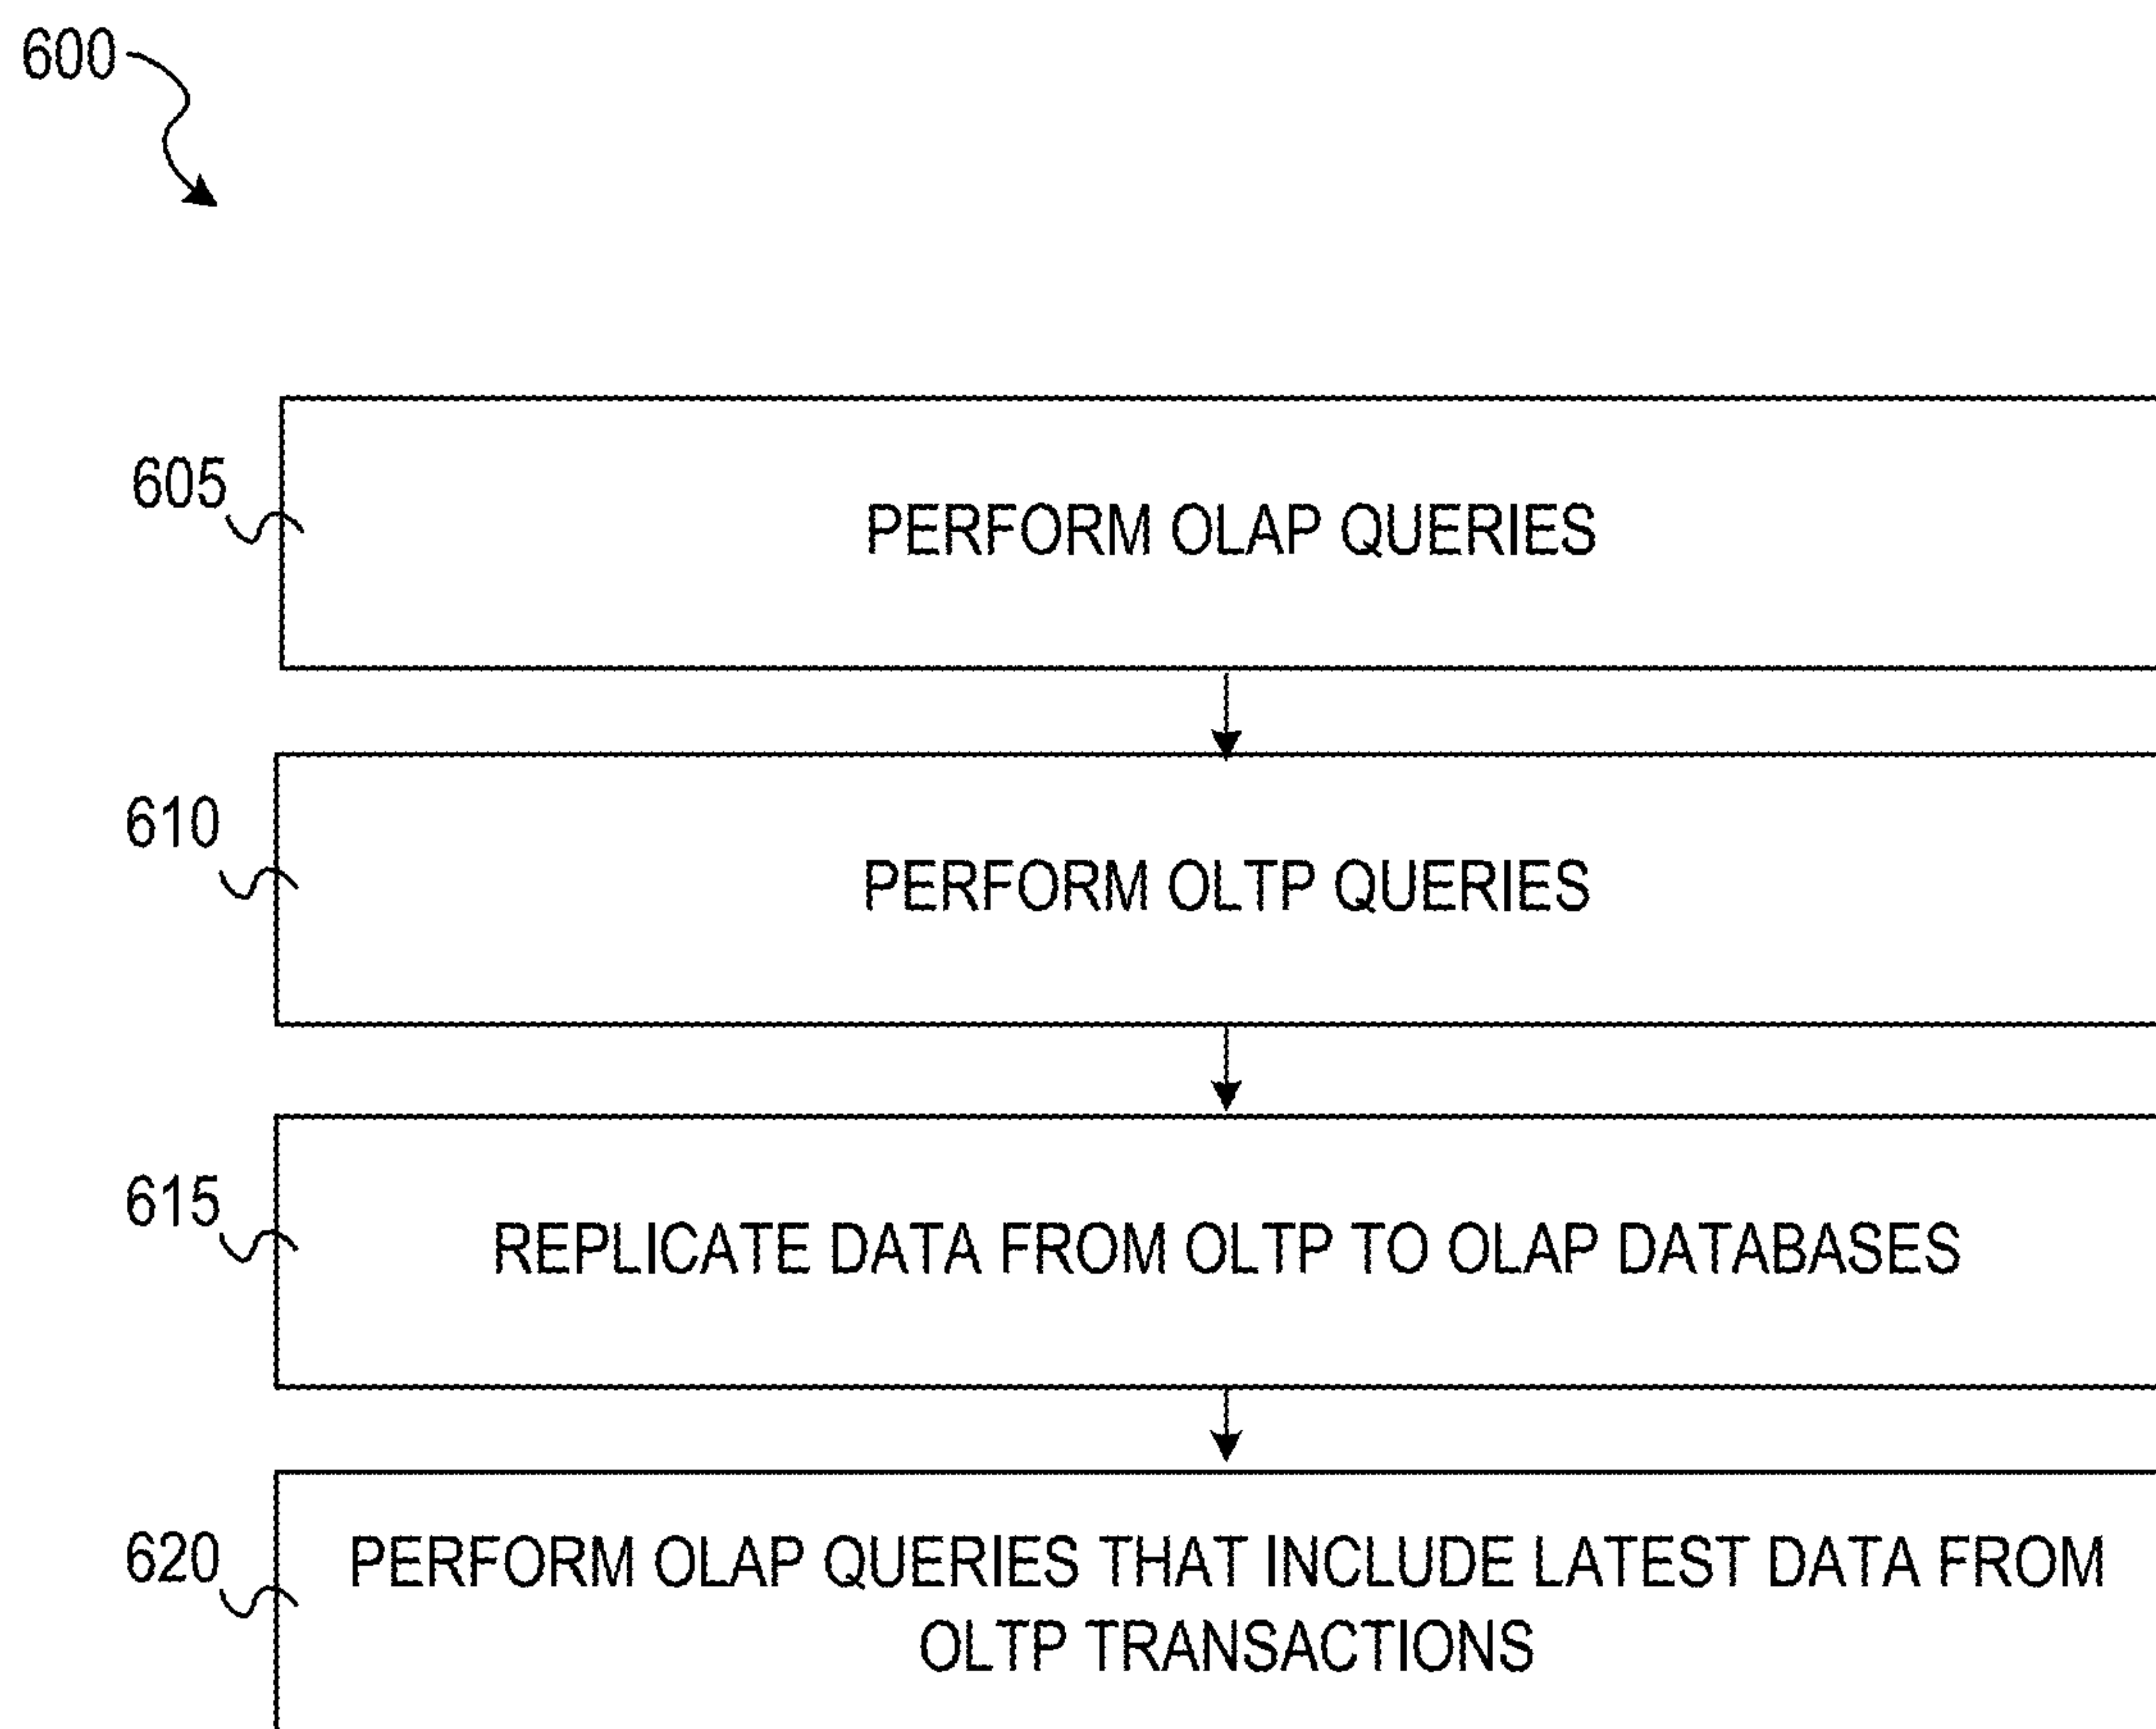 600
605
PERFORM OLAP QUERIES
610
PERFORM OLTP QUERIES
615
REPLICATE DATA FROM OLTP TO OLAP DATABASES
620
PERFORM OLAP QUERIES THAT INCLUDE LATEST DATA FROM
OLTP TRANSACTIONS